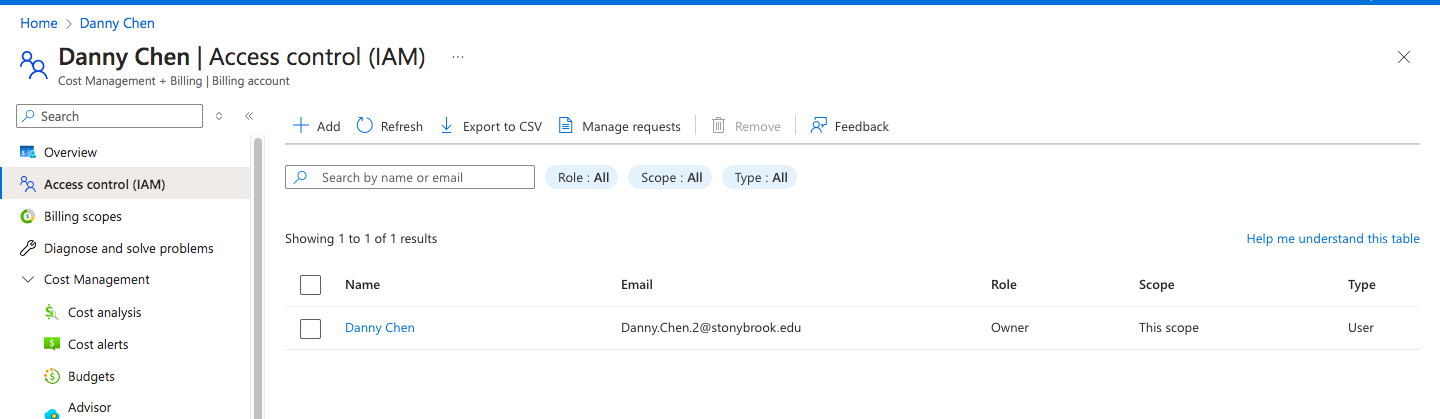 Home > Danny Chen
Danny Chen | Access control (IAM) ...
Cost Management + Billing | Billing account
Search
Overview
Access control (IAM)
Billing scopes
Diagnose and solve problems
Cost Management
Cost analysis
Cost alerts
Budgets
Advisor
Add Refresh Export to CSV Manage requests Remove Feedback
Search by name or email Role : All Scope : All Type : All
Showing 1 to 1 of 1 results Help me understand this table
Name Email Role Scope Type
Danny Chen Danny.Chen.2@stonybrook.edu Owner This scope User